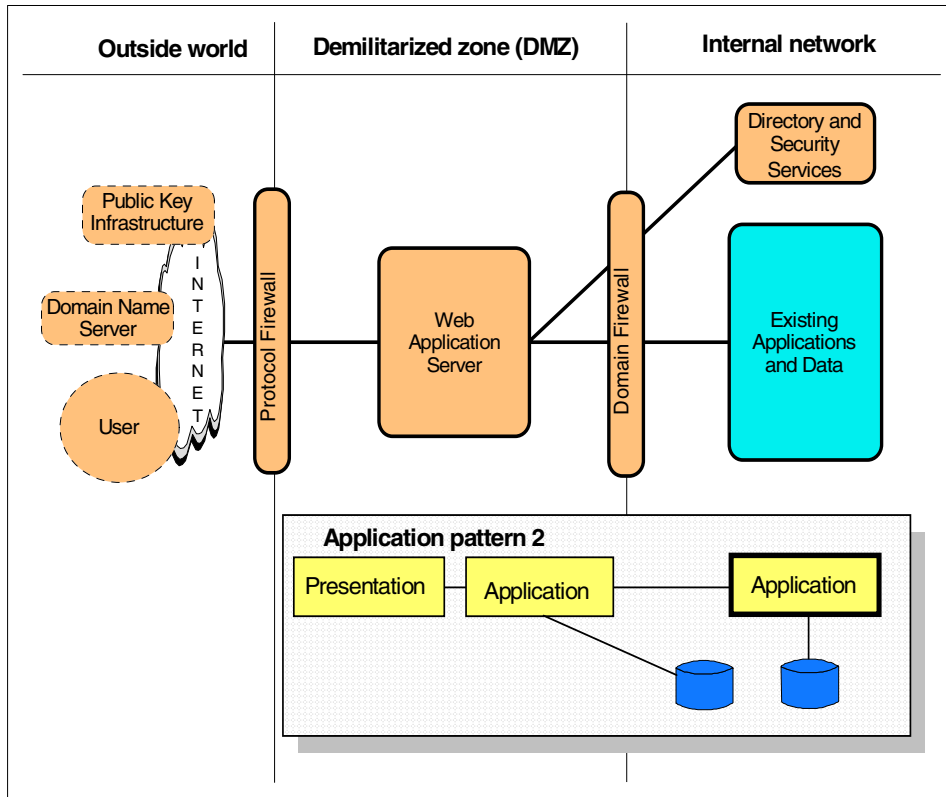 Outside world
Demilitarized zone (DMZ)
Internal network
Directory and
Security
Services
Public Key
Infrastructure
INTERNET
Domain Name
Server
User
Protocol Firewall
Web
Application
Server
Domain Firewall
Existing
Applications
and Data
Application pattern 2
Presentation
Application
Application